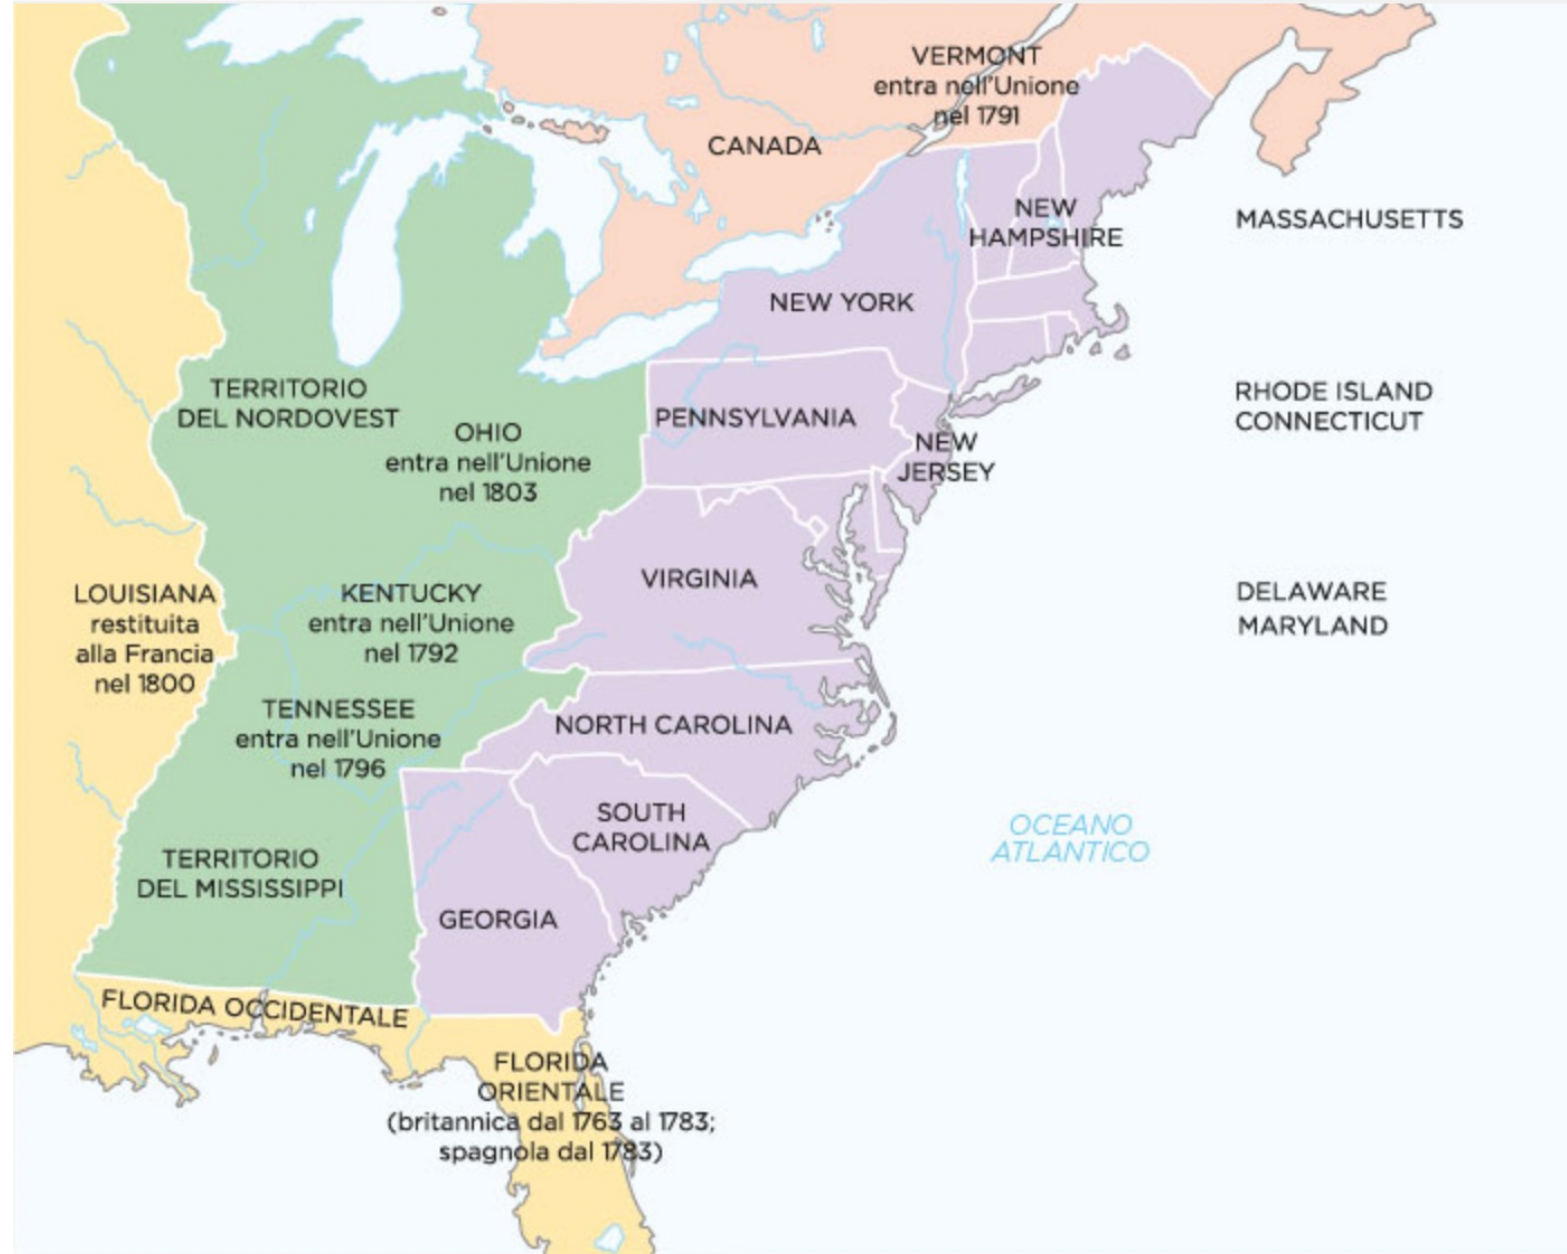 VERMONT
entra nell'Unione
nel 1791
CANADA
NEW
HAMPSHIRE
MASSACHUSETTS
NEW YORK
TERRITORIO
DEL NORDOVEST
OHIO
entra nell'Unione
nel 1803
PENNSYLVANIA
NEW
JERSEY
RHODE ISLAND
CONNECTICUT
LOUISIANA
restituita
alla Francia
nel 1800
KENTUCKY
entra nell'Unione
nel 1792
VIRGINIA
DELAWARE
MARYLAND
TENNESSEE
entra nell'Unione
nel 1796
NORTH CAROLINA
SOUTH
CAROLINA
OCEANO
ATLANTICO
TERRITORIO
DEL MISSISSIPPI
GEORGIA
FLORIDA OCCIDENTALE
FLORIDA
ORIENTALE
(britannica dal 1763 al 1783;
spagnola dal 1783)